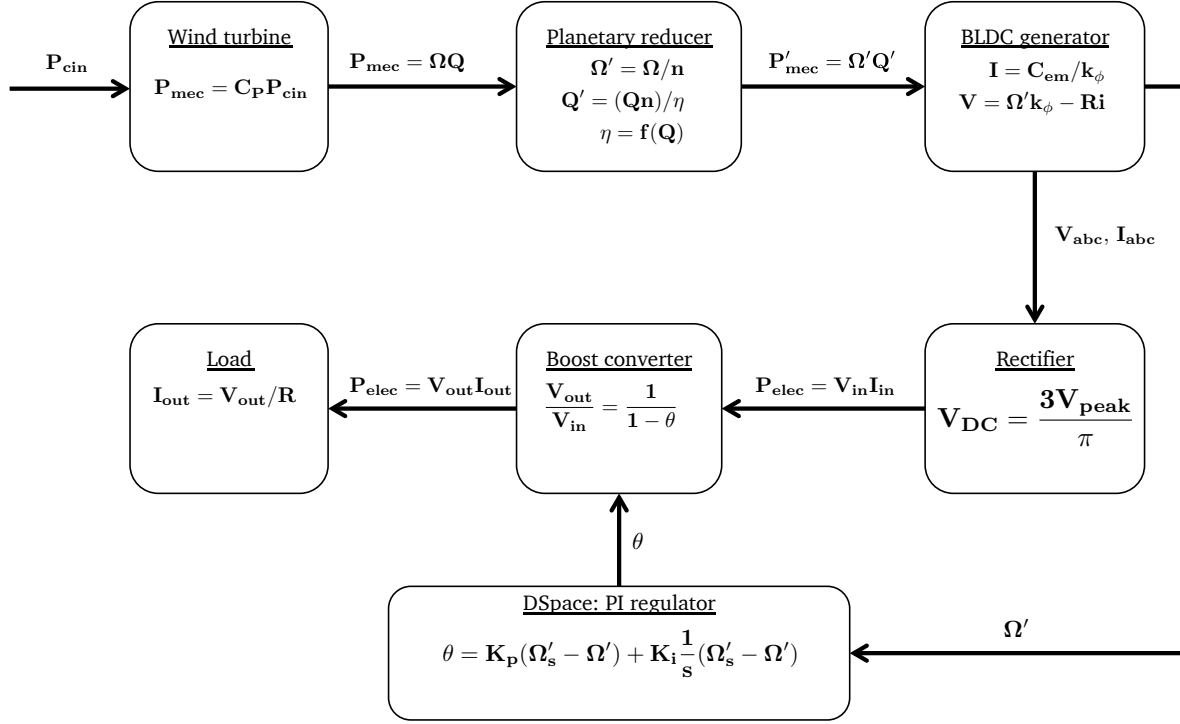 Wind turbine
P_cin
P_mec = C_P P_cin
P_mec = ΩQ
Planetary reducer
Ω′ = Ω/n
Q′ = (Qn)/η
η = f(Q)
P′_mec = Ω′Q′
BLDC generator
I = C_em/k_ϕ
V = Ω′k_ϕ − Ri
V_abc, I_abc
Load
I_out = V_out/R
P_elec = V_out I_out
Boost converter
V_out/V_in = 1/(1 − θ)
P_elec = V_in I_in
Rectifier
V_DC = 3V_peak/π
θ
DSpace: PI regulator
θ = K_p(Ω′_s − Ω′) + K_i 1/s (Ω′_s − Ω′)
Ω′